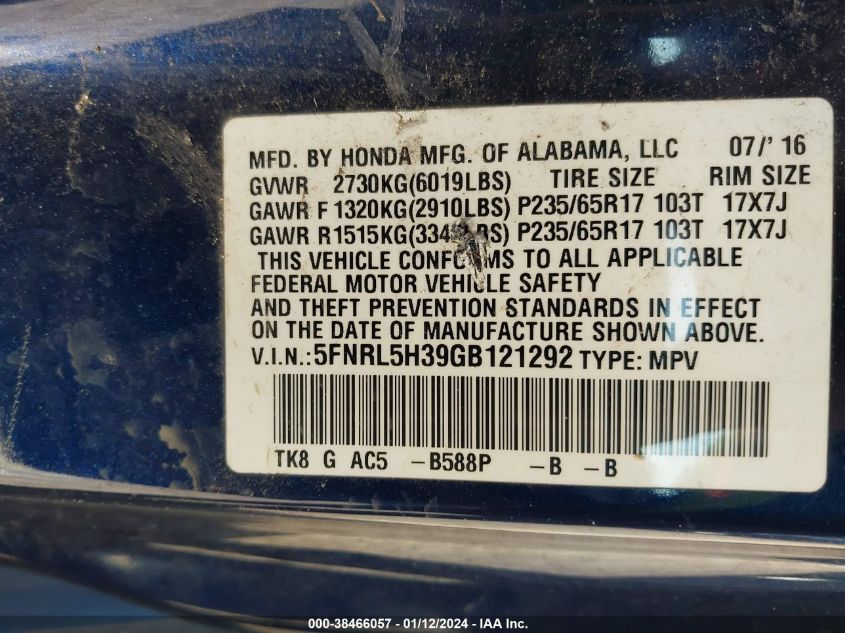 MFD. BY HONDA MFG. OF ALABAMA, LLC 07/' 16
GVWR 2730KG(6019LBS) TIRE SIZE RIM SIZE
GAWR F 1320KG(2910LBS) P235/65R17 103T 17X7J
GAWR R1515KG( P235/65R17 103T 17X7J
THIS VEHICLE CONFORMS TO ALL APPLICABLE
FEDERAL MOTOR VEHICLE SAFETY
AND THEFT PREVENTION STANDARDS IN EFFECT
ON THE DATE OF MANUFACTURE SHOWN ABOVE.
V.I.N.: 5FNRL5H39GB121292 TYPE: MPV
TK8 G AC5 -B588P -B -B
000-38466057 - 01/12/2024 - IAA Inc.